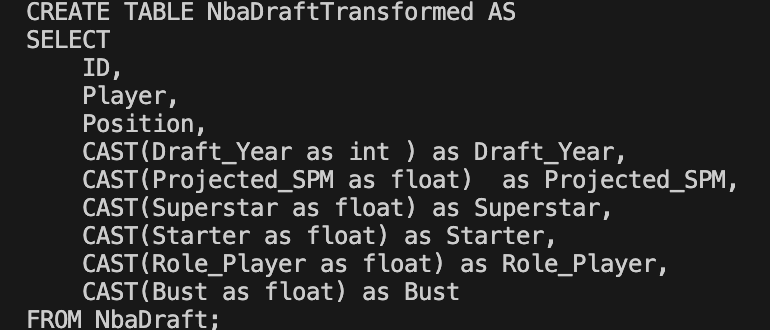 CREATE TABLE NbaDraftTransformed AS
SELECT
    ID,
    Player,
    Position,
    CAST(Draft_Year as int ) as Draft_Year,
    CAST(Projected_SPM as float)  as Projected_SPM,
    CAST(Superstar as float) as Superstar,
    CAST(Starter as float) as Starter,
    CAST(Role_Player as float) as Role_Player,
    CAST(Bust as float) as Bust
FROM NbaDraft;